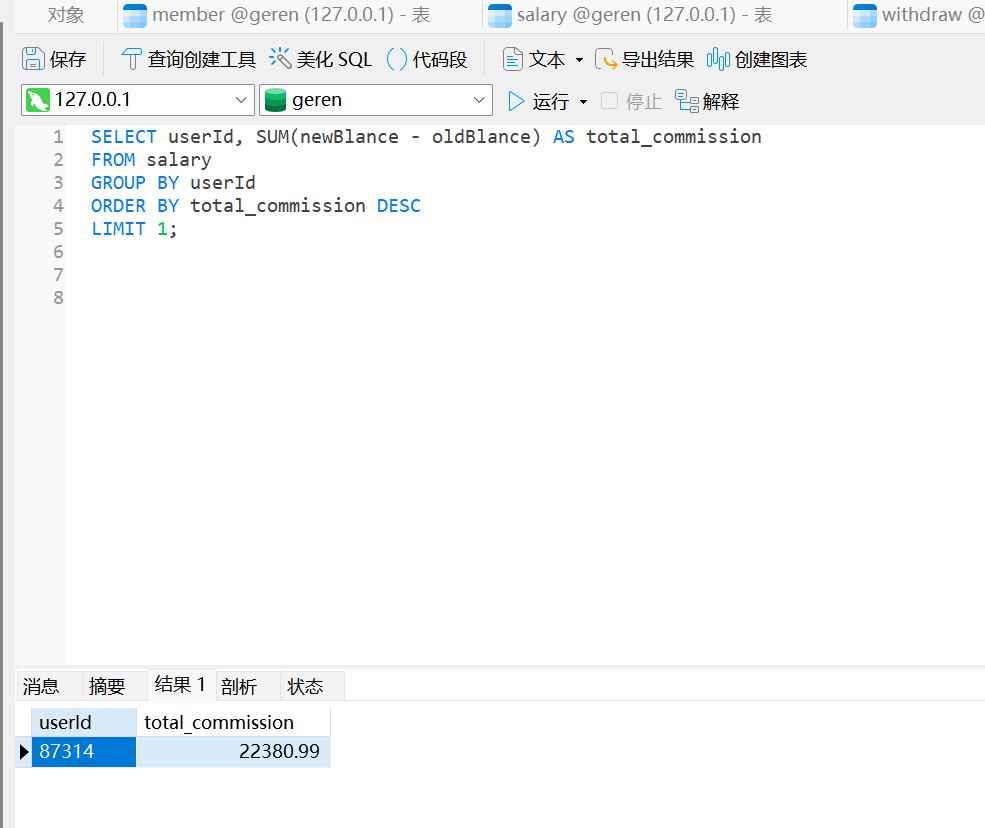 对象 member @geren (127.0.0.1) - 表 salary @geren (127.0.0.1) - 表 withdraw @
保存 查询创建工具 美化 SQL () 代码段 文本 导出结果 创建图表
127.0.0.1 geren 运行 停止 解释
1 SELECT userId, SUM(newBlance - oldBlance) AS total_commission
2 FROM salary
3 GROUP BY userId
4 ORDER BY total_commission DESC
5 LIMIT 1;
6
7
8
消息 摘要 结果 1 剖析 状态
userId total_commission
87314 22380.99